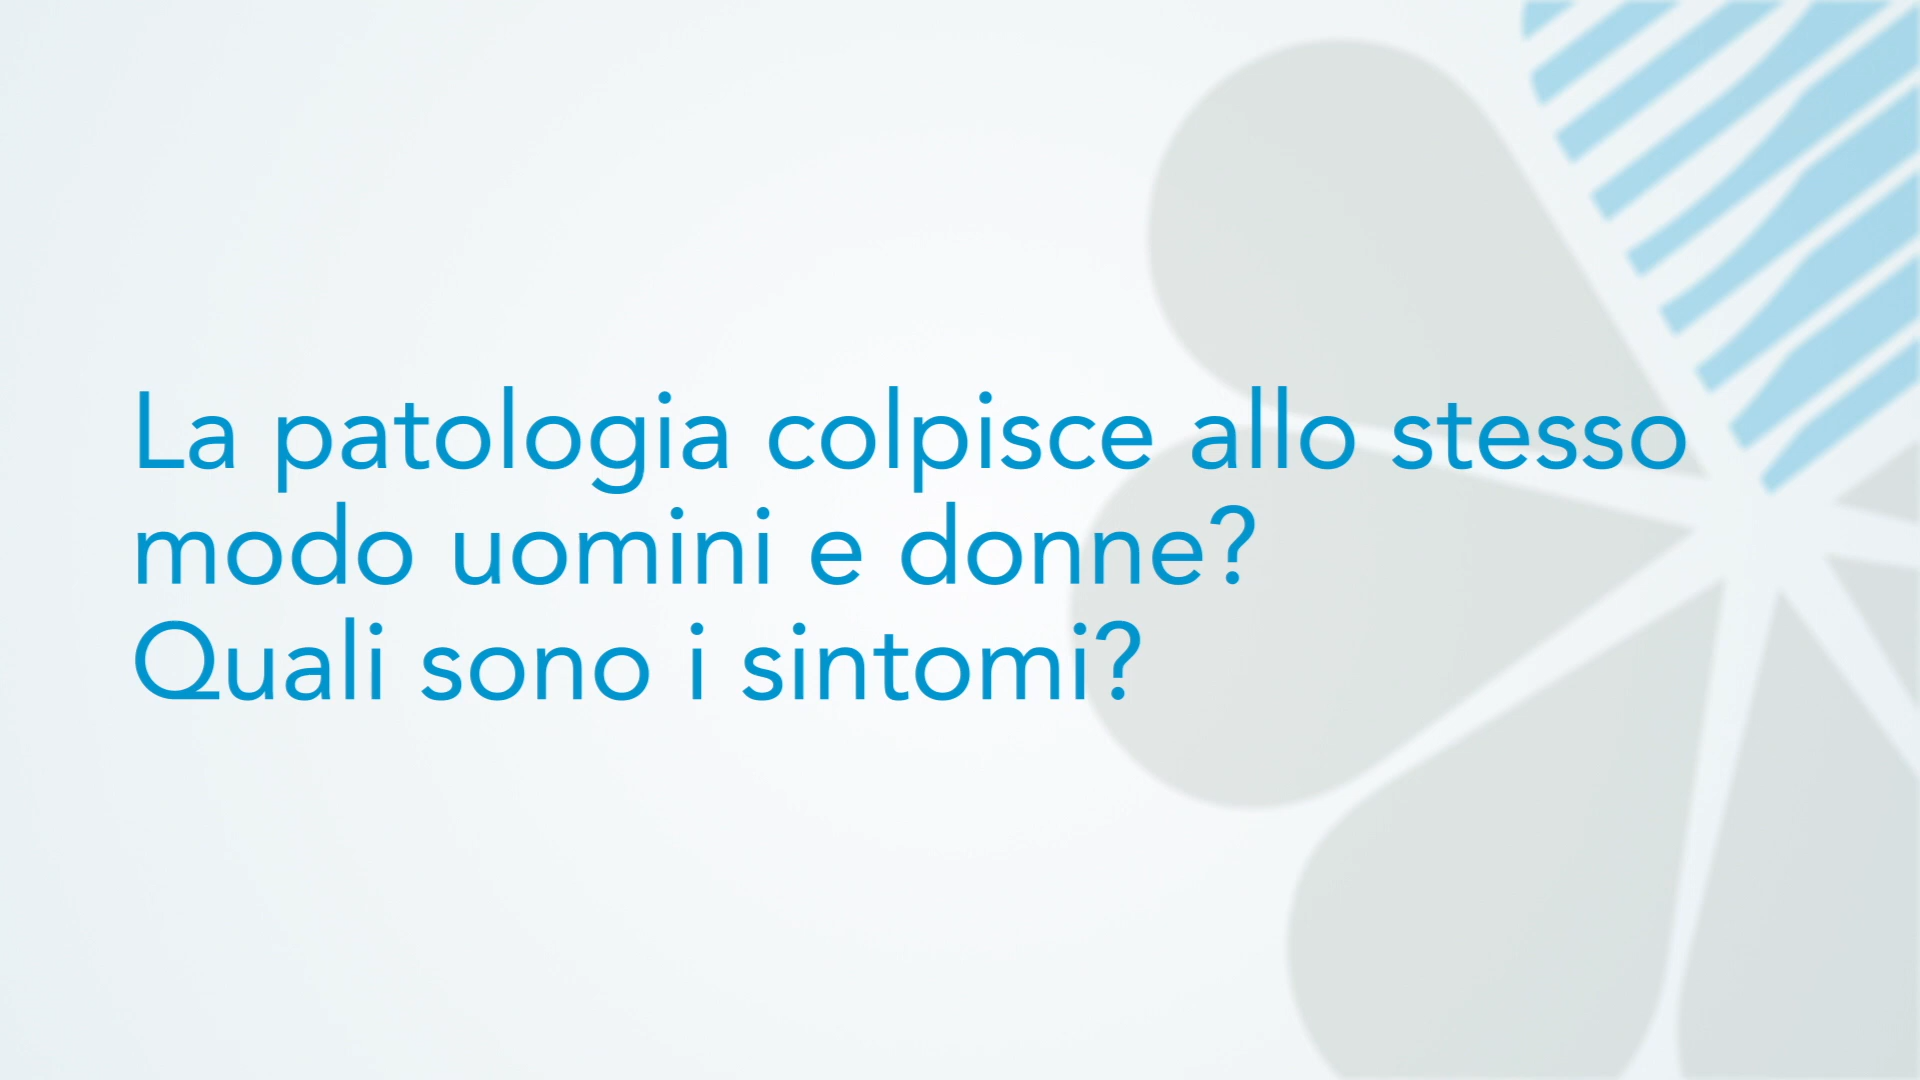 La patologia colpisce allo stesso
modo uomini e donne?
Quali sono i sintomi?